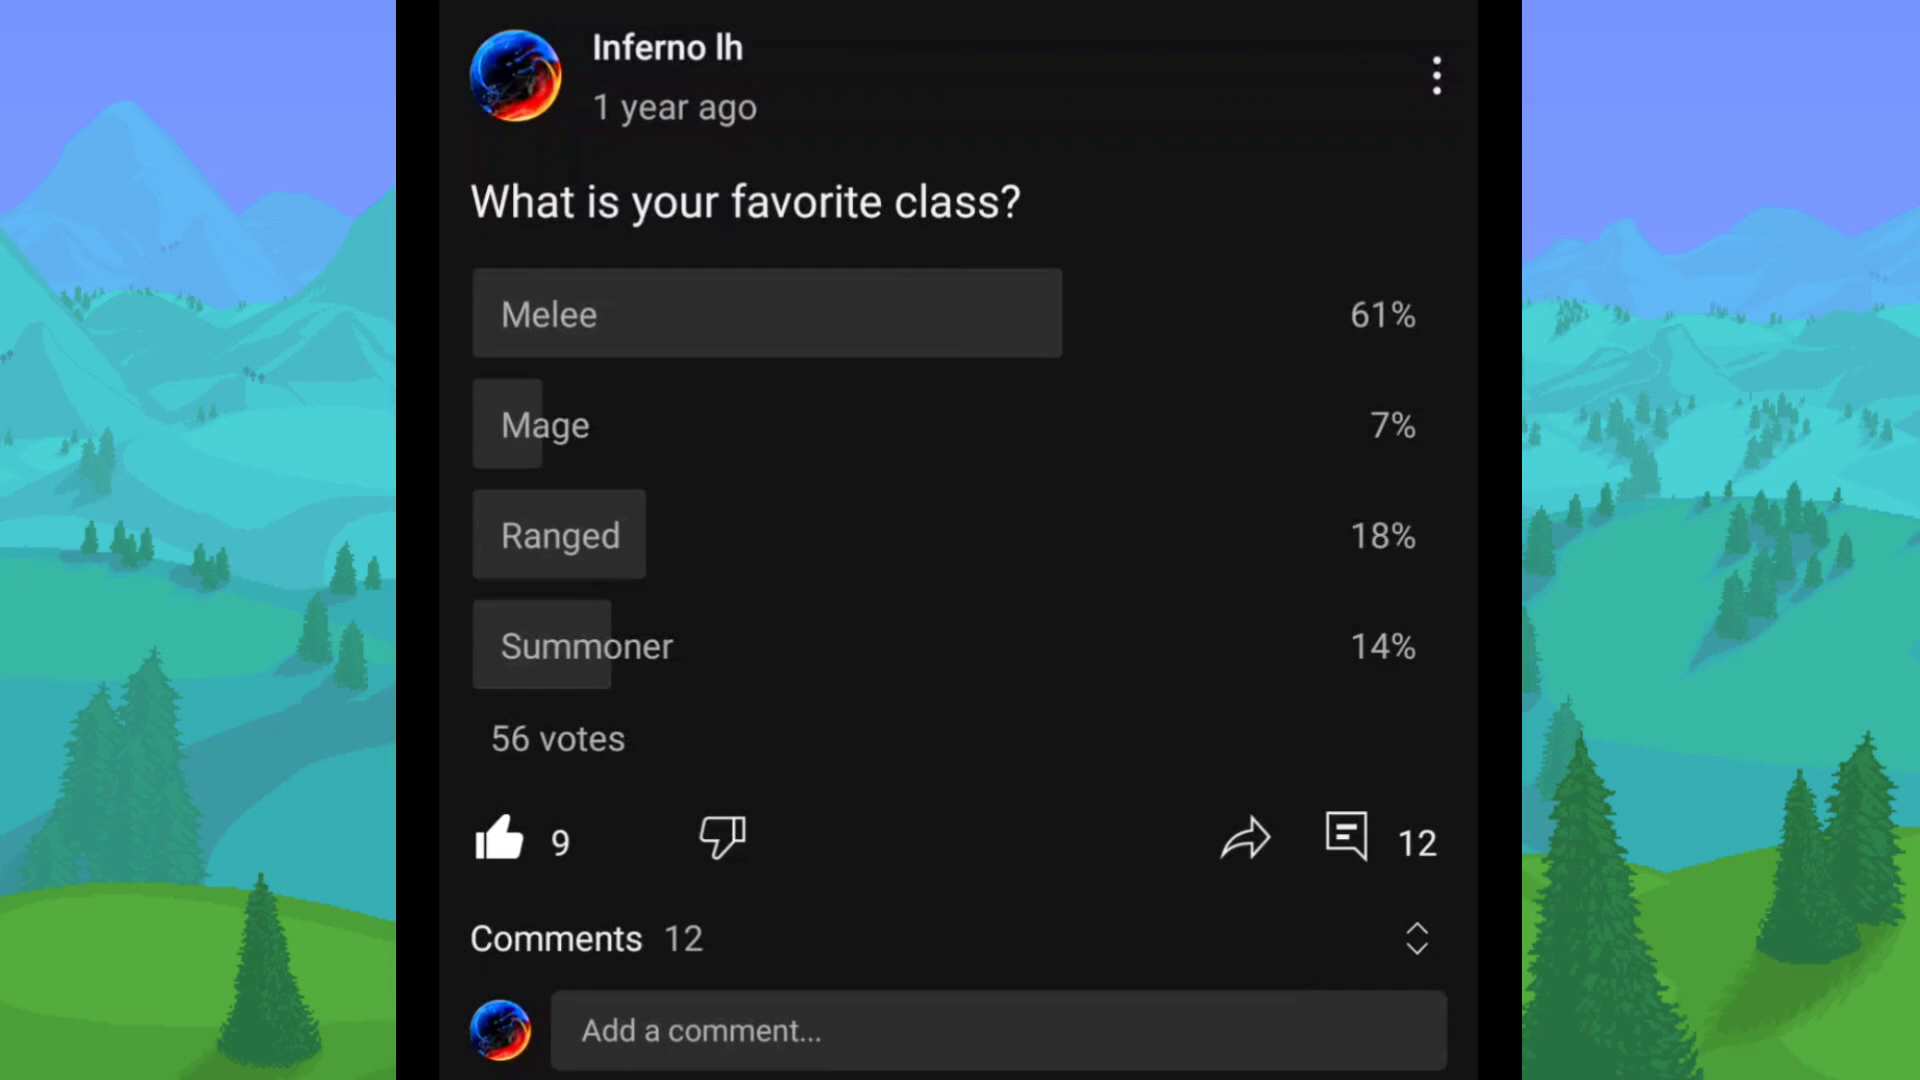 Inferno lh
1 year ago
What is your favorite class?
Melee 61%
Mage 7%
Ranged 18%
Summoner 14%
56 votes
9 12
Comments 12
Add a comment...